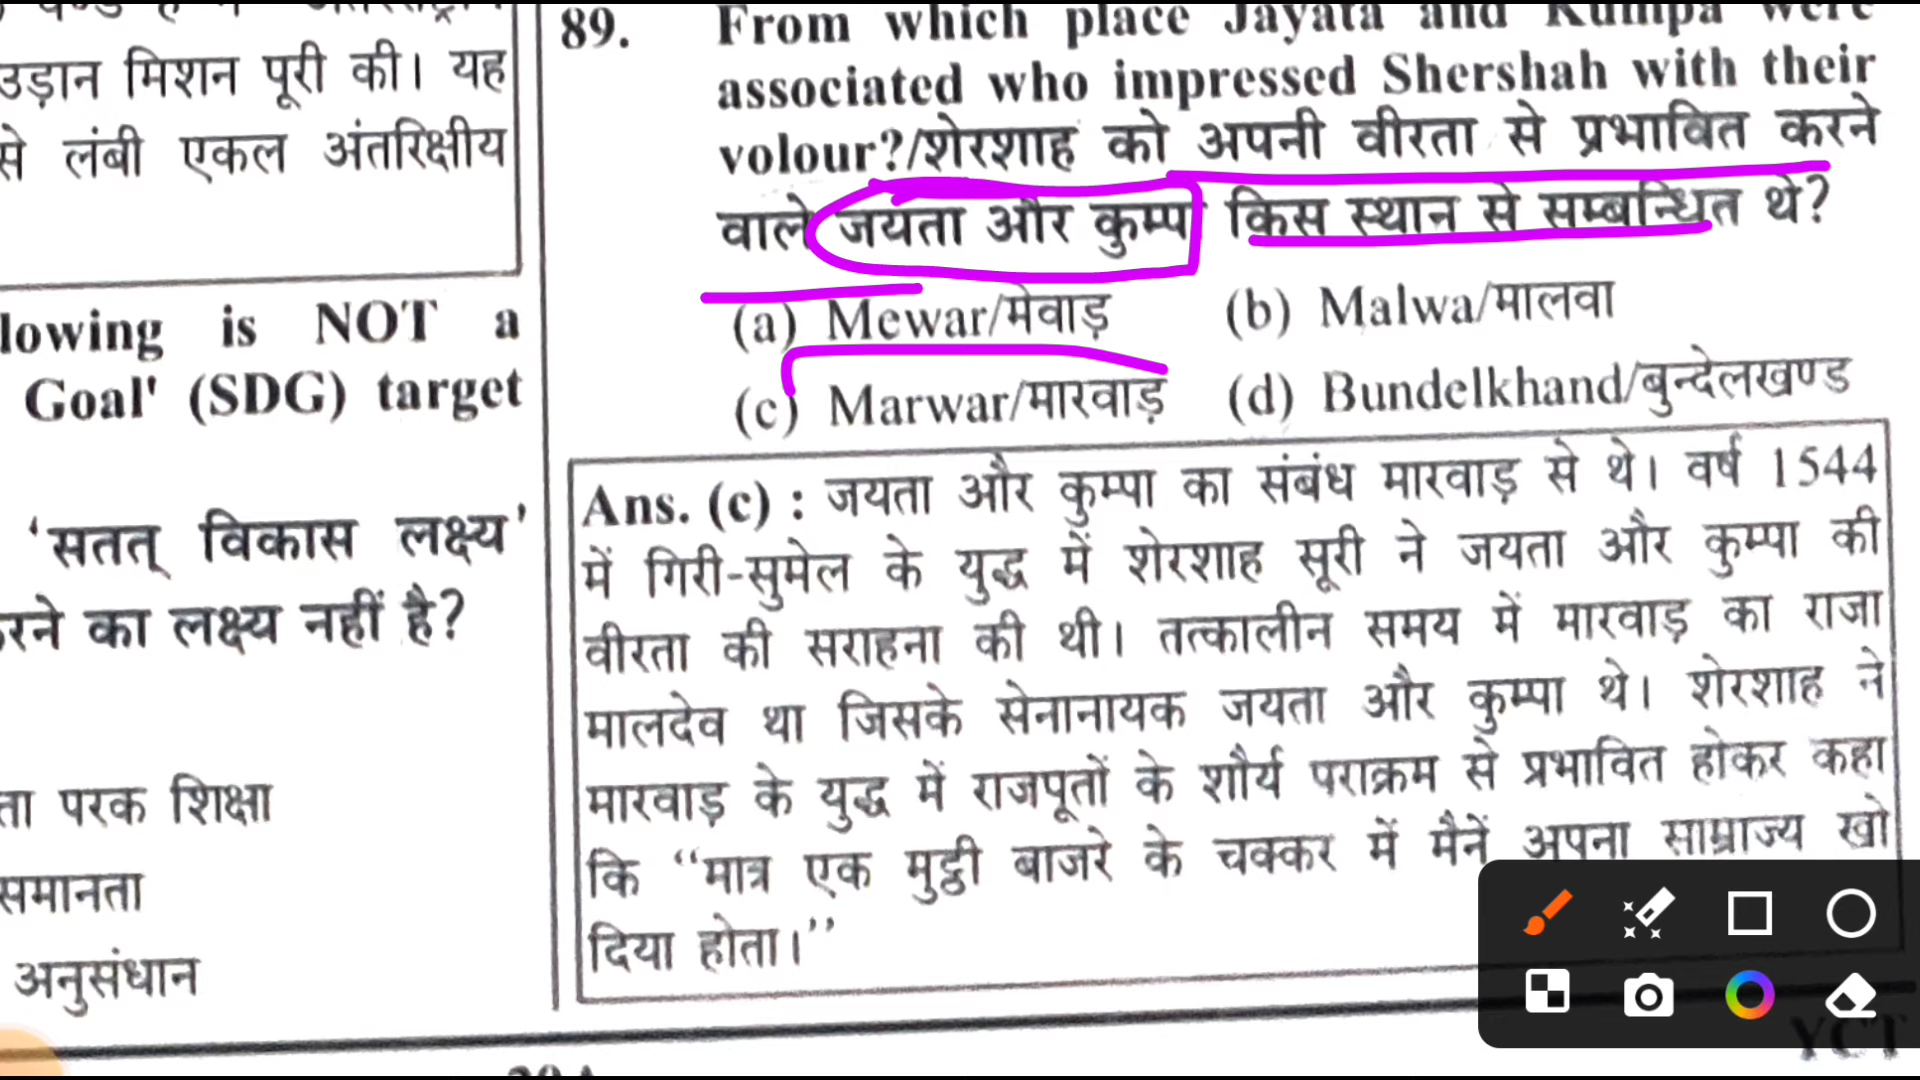 उड़ान मिशन पूरी की। यह
से लंबी एकल अंतरिक्षीय
lowing is NOT a
Goal' (SDG) target
'सतत् विकास लक्ष्य'
रने का लक्ष्य नहीं है?
ता परक शिक्षा
समानता
अनुसंधान
89. From which place Jayata and Kumpa were
associated who impressed Shershah with their
volour?/शेरशाह को अपनी वीरता से प्रभावित करने
वाले जयता और कुम्पा किस स्थान से सम्बन्धित थे?
(a) Mewar/मेवाड़ (b) Malwa/मालवा
(c) Marwar/मारवाड़ (d) Bundelkhand/बुन्देलखण्ड
Ans. (c) : जयता और कुम्पा का संबंध मारवाड़ से थे। वर्ष 1544
में गिरी-सुमेल के युद्ध में शेरशाह सूरी ने जयता और कुम्पा की
वीरता की सराहना की थी। तत्कालीन समय में मारवाड़ का राजा
मालदेव था जिसके सेनानायक जयता और कुम्पा थे। शेरशाह ने
मारवाड़ के युद्ध में राजपूतों के शौर्य पराक्रम से प्रभावित होकर कहा
कि "मात्र एक मुट्ठी बाजरे के चक्कर में मैनें अपना साम्राज्य खो
दिया होता।"
YCT